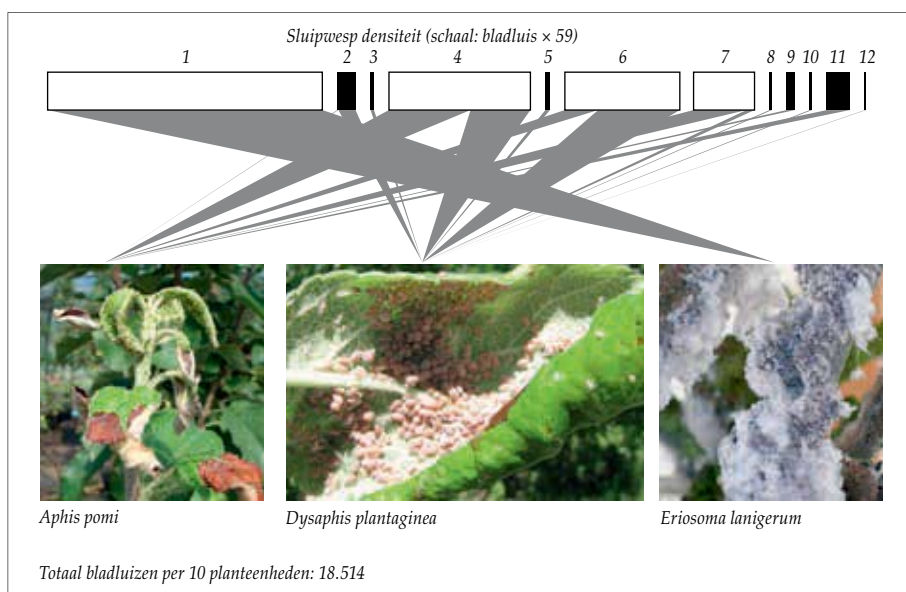 Sluipwesp densiteit (schaal: bladluis × 59)
1 2 3 4 5 6 7 8 9 10 11 12
Aphis pomi Dysaphis plantaginea Eriosoma lanigerum
Totaal bladluizen per 10 planteenheden: 18.514